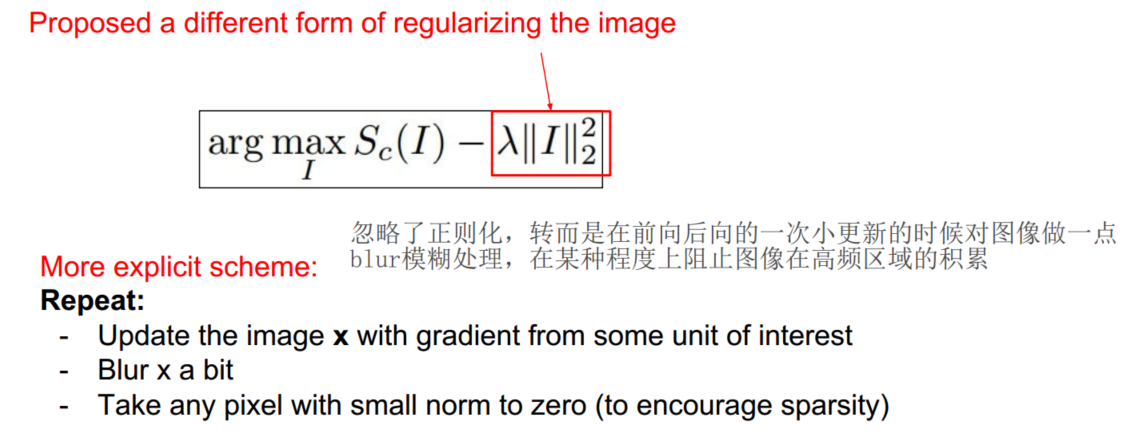 Proposed a different form of regularizing the image
arg max_I S_c(I) − λ‖I‖₂²
忽略了正则化，转而是在前向后向的一次小更新的时候对图像做一点
blur模糊处理，在某种程度上阻止图像在高频区域的积累
More explicit scheme:
Repeat:
- Update the image x with gradient from some unit of interest
- Blur x a bit
- Take any pixel with small norm to zero (to encourage sparsity)